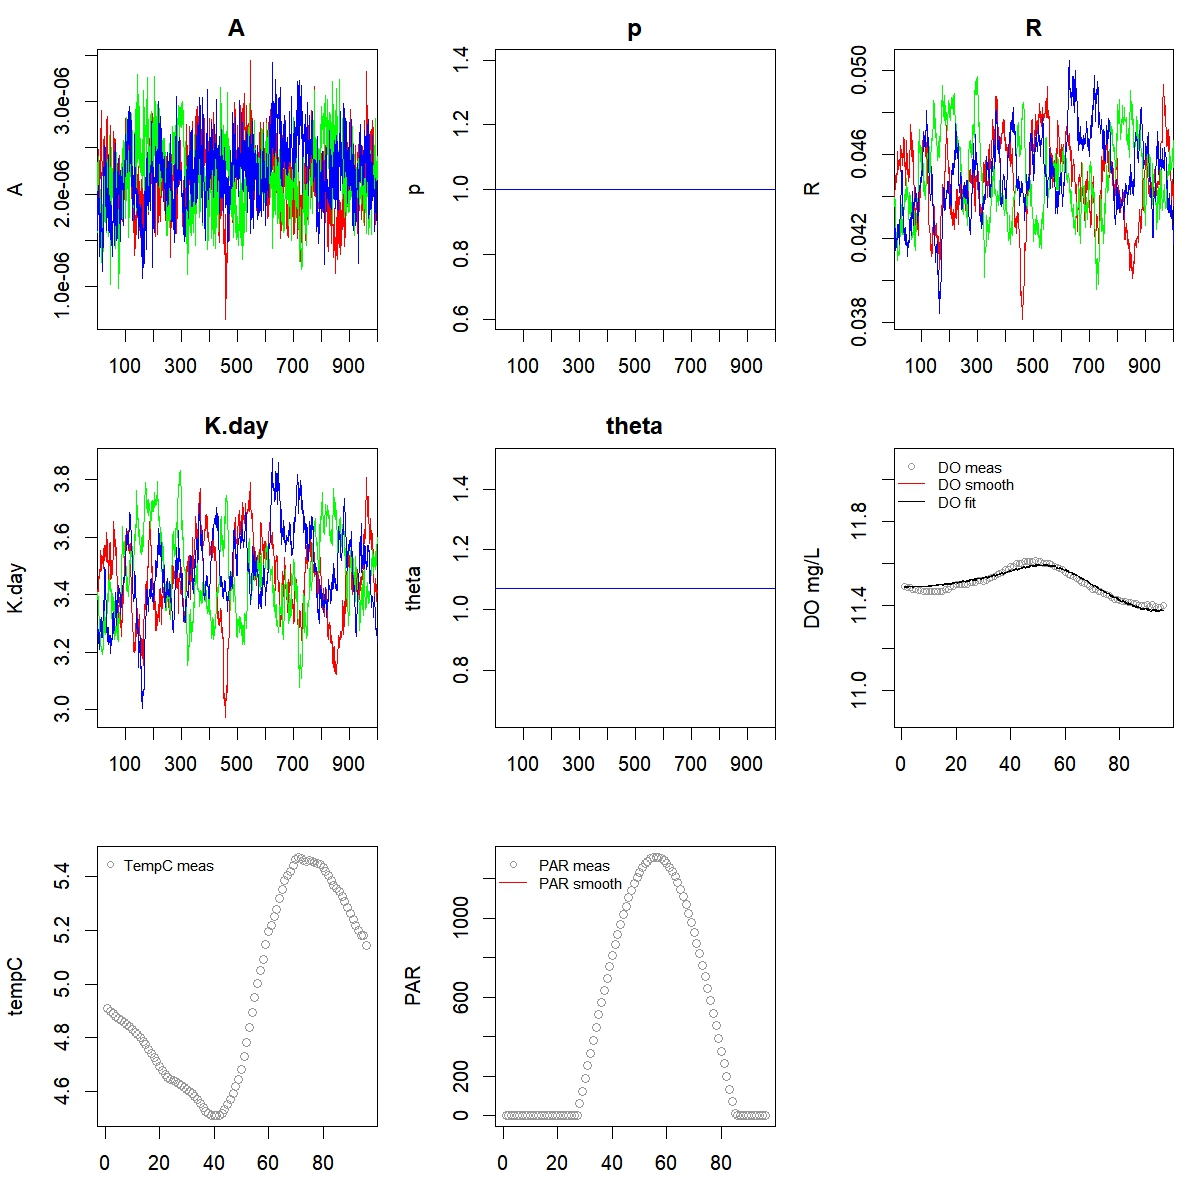 A
A
3.0e-06
2.0e-06
1.0e-06
100 300 500 700 900
p
p
1.4
1.2
1.0
0.8
0.6
100 300 500 700 900
R
R
0.050
0.046
0.042
0.038
100 300 500 700 900
K.day
K.day
3.8
3.6
3.4
3.2
3.0
100 300 500 700 900
theta
theta
1.4
1.2
1.0
0.8
100 300 500 700 900
DO meas
DO smooth
DO fit
DO mg/L
11.8
11.4
11.0
0 20 40 60 80
TempC meas
tempC
5.4
5.2
5.0
4.8
4.6
0 20 40 60 80
PAR meas
PAR smooth
PAR
1000
600
200
0
0 20 40 60 80